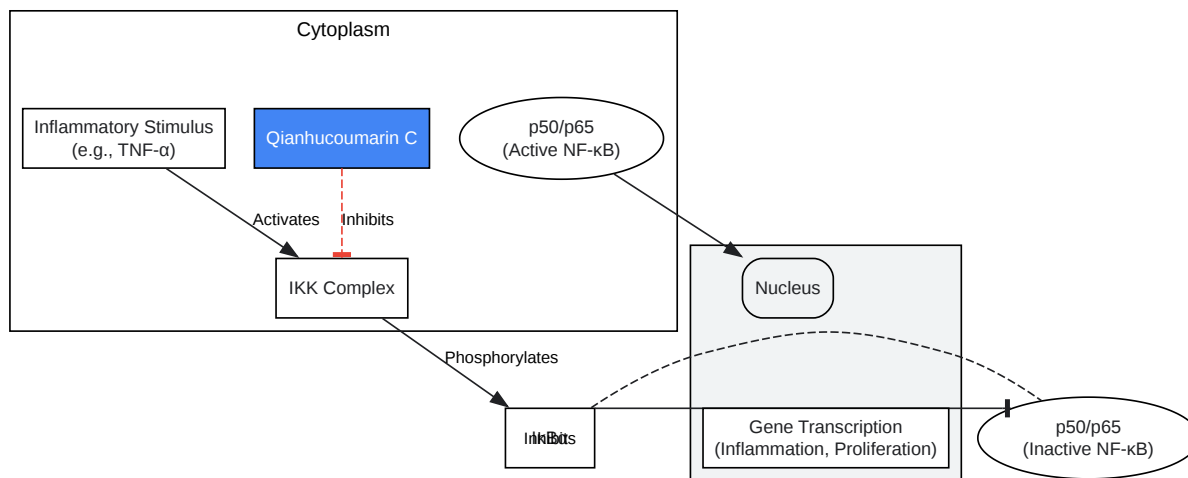 Cytoplasm
Inflammatory Stimulus
(e.g., TNF-α)
Qianhucoumarin C
p50/p65
(Active NF-κB)
Activates
Inhibits
IKK Complex
Nucleus
Phosphorylates
Inhibits
Gene Transcription
(Inflammation, Proliferation)
p50/p65
(Inactive NF-κB)